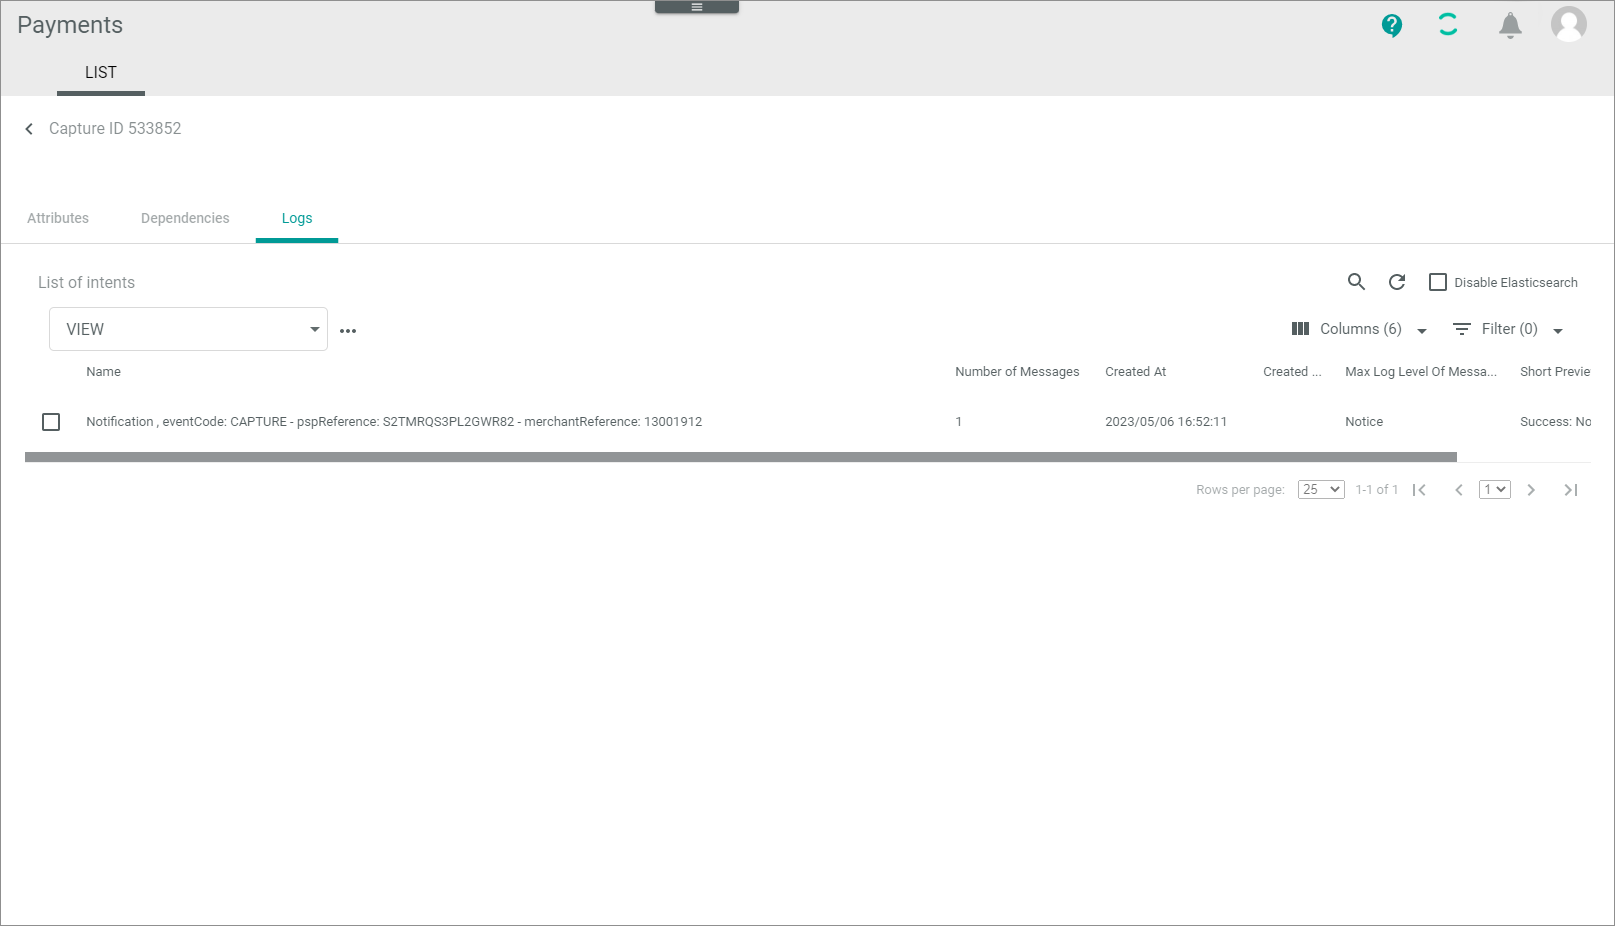 Payments
LIST
Capture ID 533852
Attributes Dependencies Logs
List of intents Disable Elasticsearch
VIEW Columns (6) Filter (0)
Name Number of Messages Created At Created ... Max Log Level Of Messa... Short Previe
Notification , eventCode: CAPTURE - pspReference: S2TMRQS3PL2GWR82 - merchantReference: 13001912 1 2023/05/06 16:52:11 Notice Success: No
Rows per page: 25 1-1 of 1 1